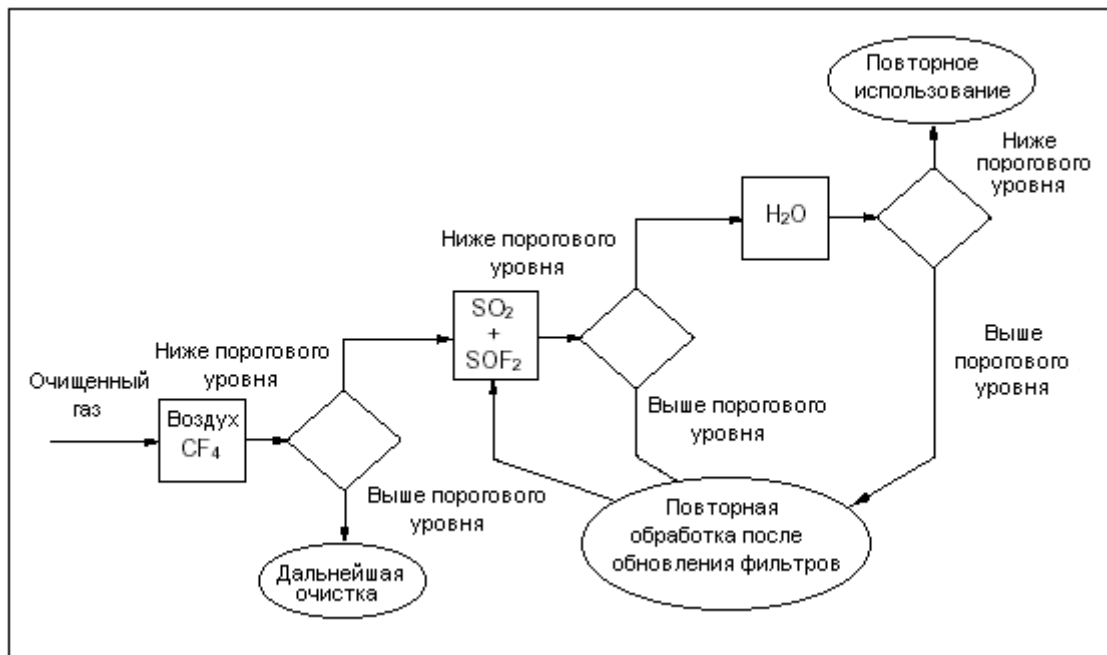 Очищенный
газ
Воздух
CF₄
Ниже порогового
уровня
Выше порогового
уровня
Дальнейшая
очистка
SO₂
+
SOF₂
Ниже порогового
уровня
Выше порогового
уровня
Повторная
обработка после
обновления фильтров
H₂O
Ниже
порогового
уровня
Повторное
использование
Выше
порогового
уровня